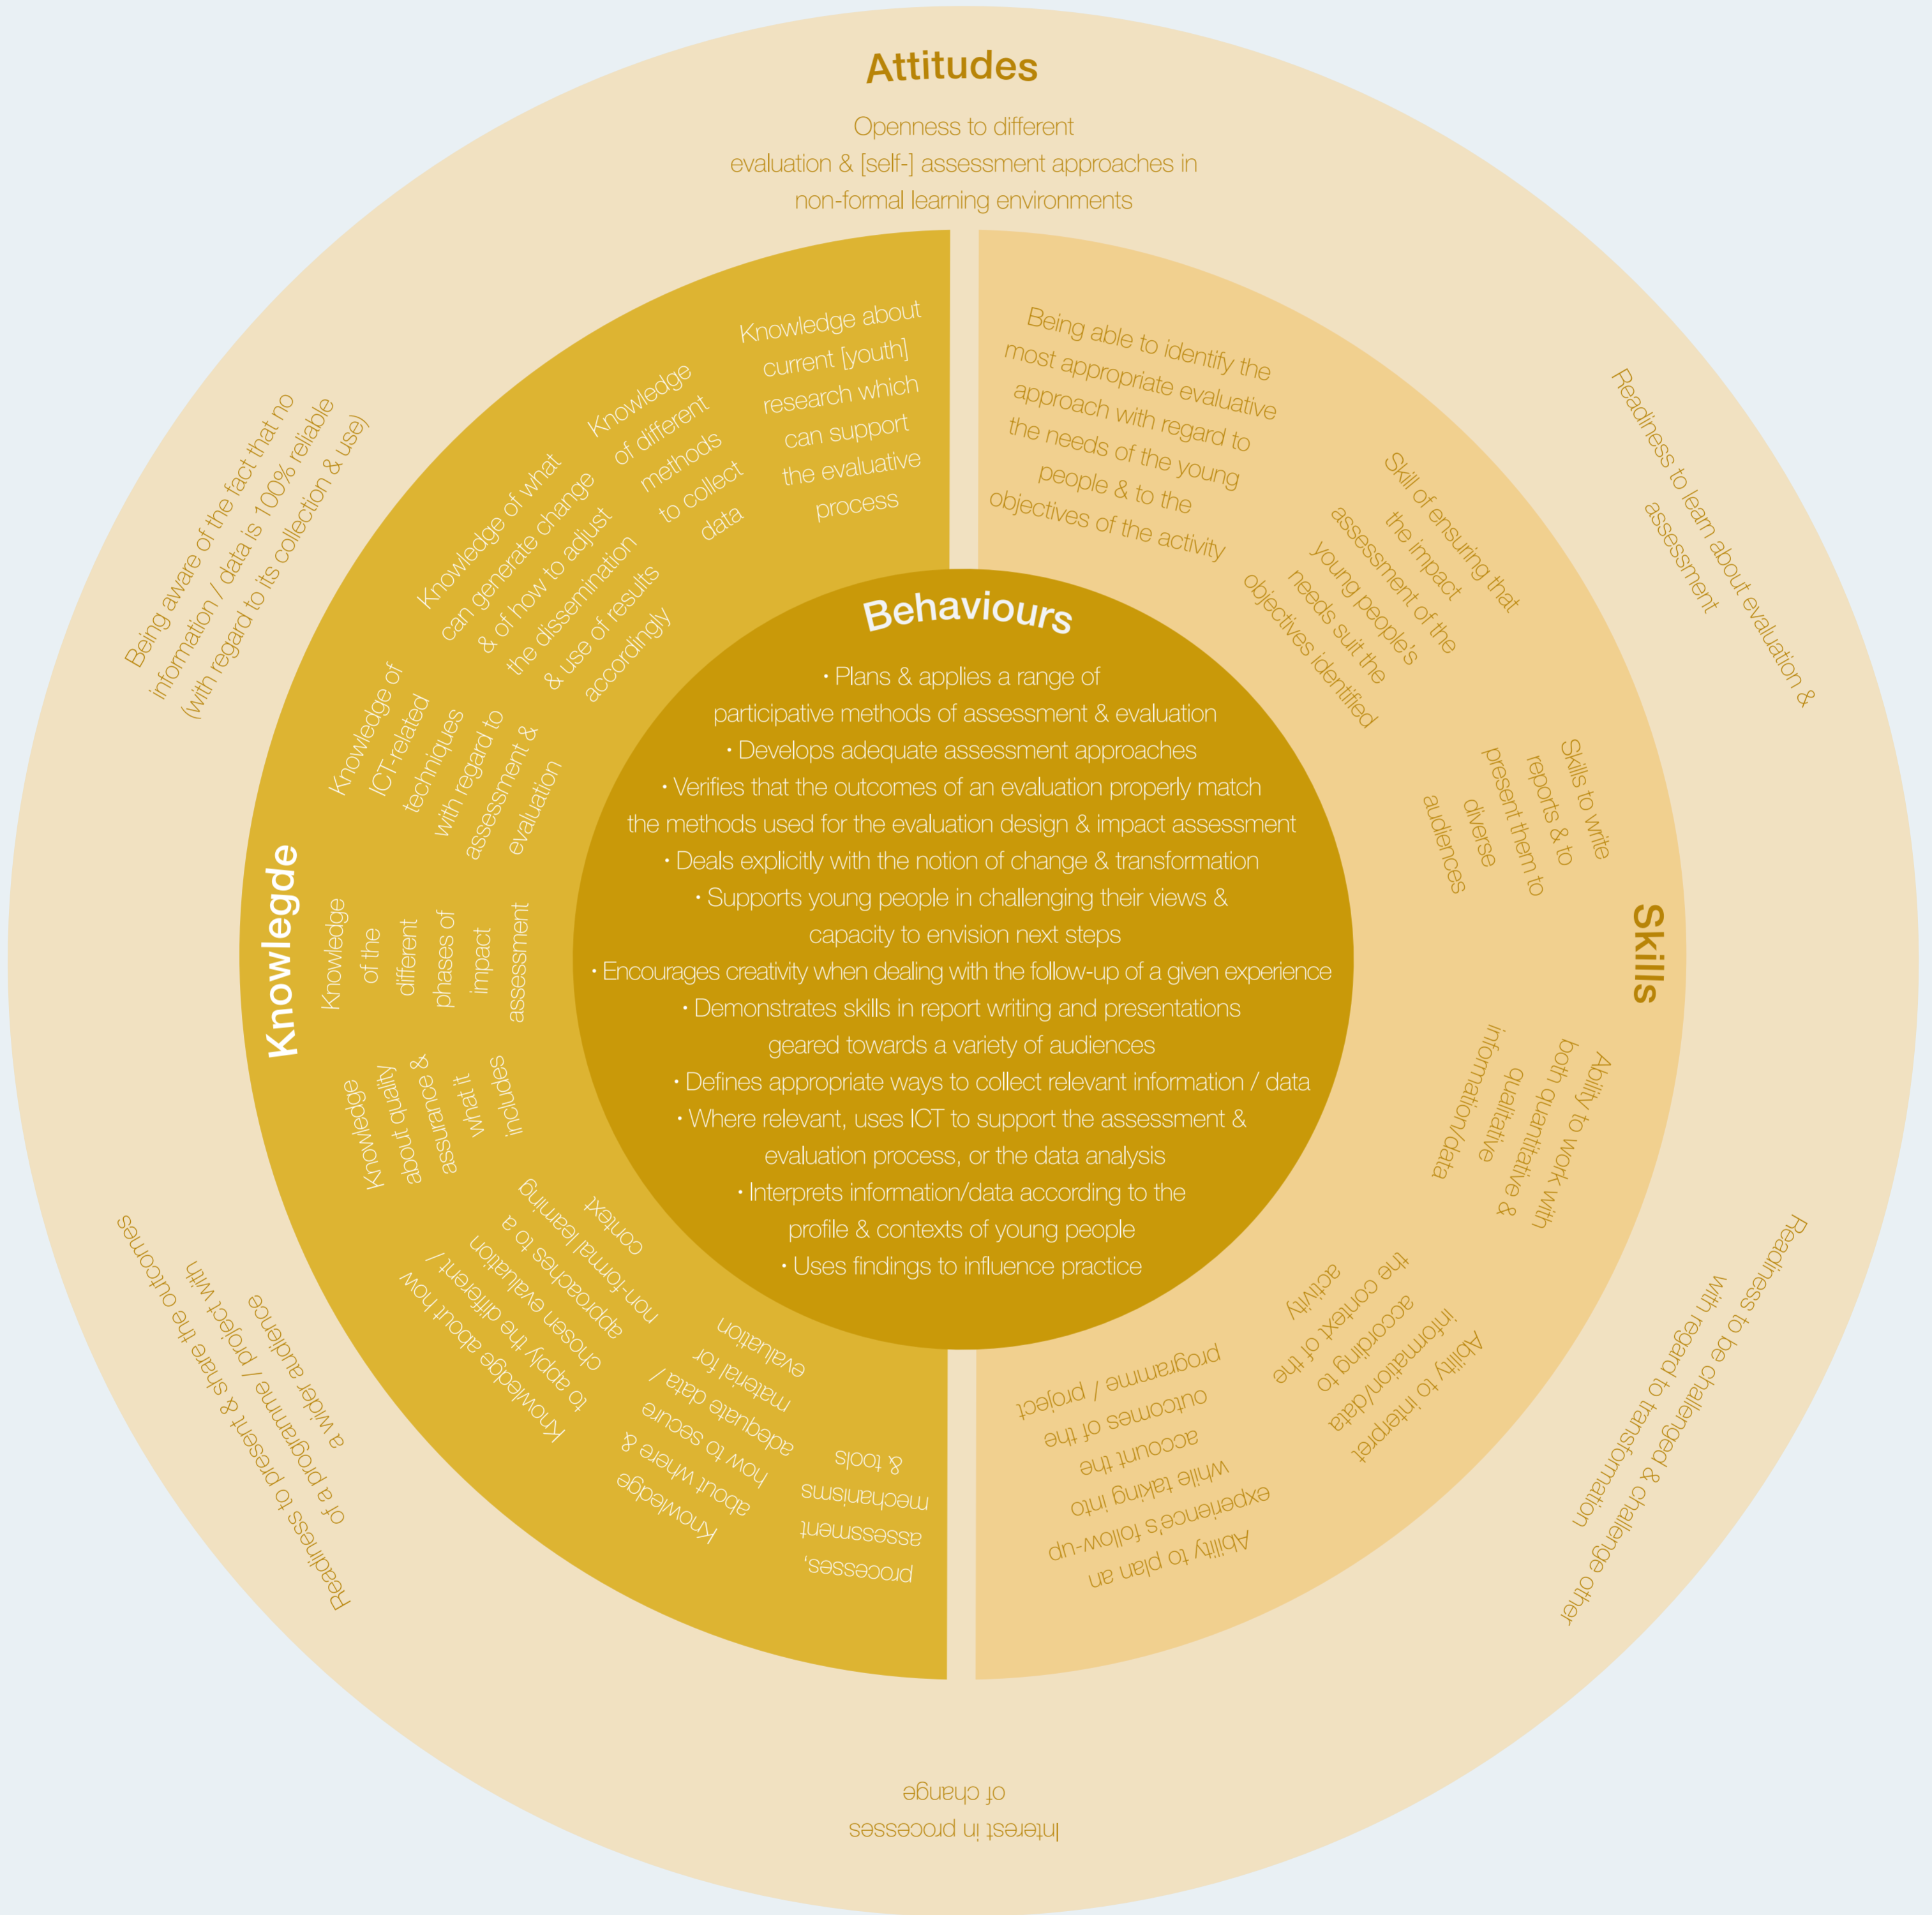 Attitudes
Openness to different
evaluation & [self-] assessment approaches in
non-formal learning environments
Readiness to learn about evaluation &
assessment
Readiness to be challenged & challenge other
with regard to transformation
Interest in processes
of change
Readiness to present & share the outcomes
of a programme / project with
a wider audience
Being aware of the fact that no
information / data is 100% reliable
(with regard to its collection & use)
Knowlegde
Knowledge about
current [youth]
research which
can support
the evaluative
process
Knowledge
of different
methods
to collect
data
Knowledge of what
can generate change
& of how to adjust
the dissemination
& use of results
accordingly
Knowledge of
ICT-related
techniques
with regard to
assessment &
evaluation
Knowledge
of the
different
phases of
impact
assessment
Knowledge
about quality
assurance &
what it
includes
Knowledge about how
to apply the different /
chosen evaluation
approaches to a
non-formal learning
context
Knowledge
about where &
how to secure
adequate data /
material for
evaluation
processes,
assessment
mechanisms
& tools
Skills
Being able to identify the
most appropriate evaluative
approach with regard to
the needs of the young
people & to the
objectives of the activity
Skill of ensuring that
the impact
assessment of the
young people's
needs suit the
objectives identified
Skills to write
reports & to
present them to
diverse
audiences
Ability to work with
both quantitative &
qualitative
information/data
Ability to interpret
information/data
according to
the context of the
activity
Ability to plan an
experience's follow-up
while taking into
account the
outcomes of the
programme / project
Behaviours
• Plans & applies a range of
participative methods of assessment & evaluation
• Develops adequate assessment approaches
• Verifies that the outcomes of an evaluation properly match
the methods used for the evaluation design & impact assessment
• Deals explicitly with the notion of change & transformation
• Supports young people in challenging their views &
capacity to envision next steps
• Encourages creativity when dealing with the follow-up of a given experience
• Demonstrates skills in report writing and presentations
geared towards a variety of audiences
• Defines appropriate ways to collect relevant information / data
• Where relevant, uses ICT to support the assessment &
evaluation process, or the data analysis
• Interprets information/data according to the
profile & contexts of young people
• Uses findings to influence practice